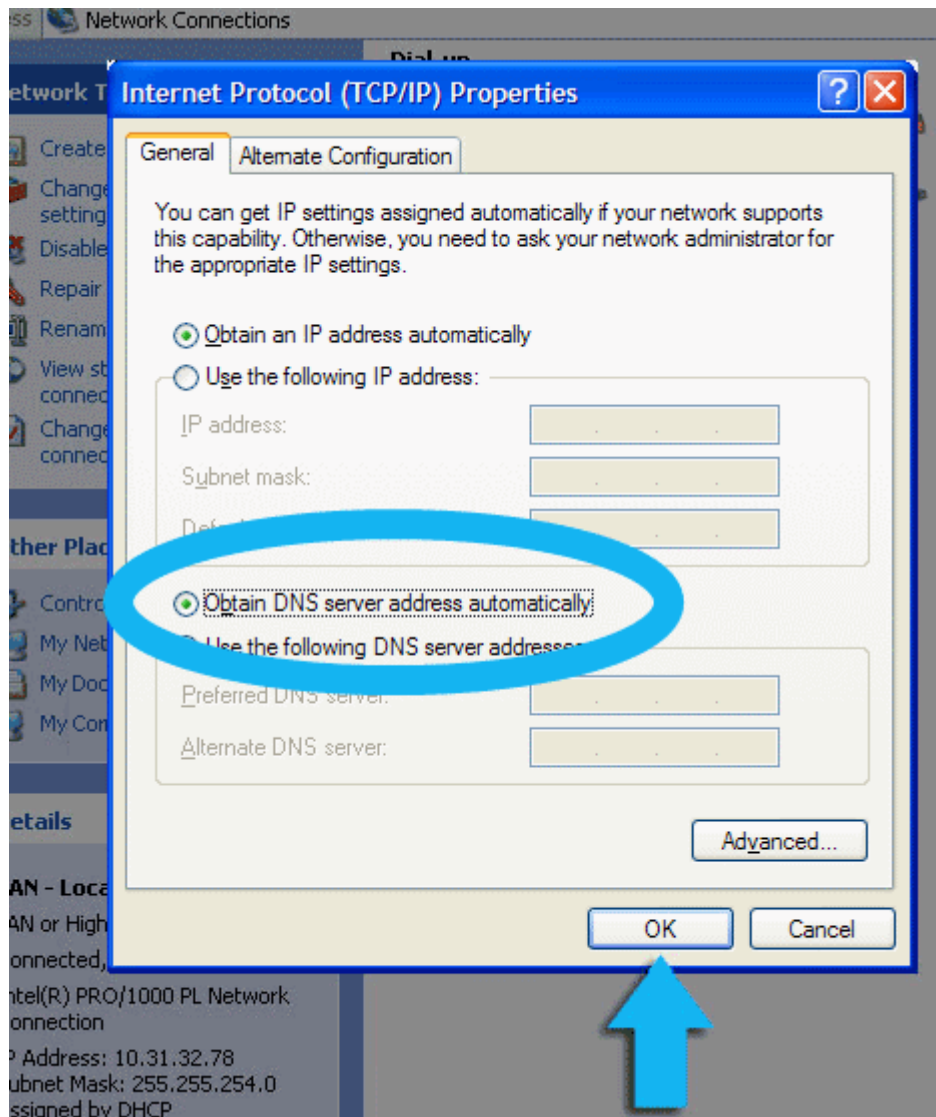 Network Connections
Dial-up
Internet Protocol (TCP/IP) Properties
General
Alternate Configuration
You can get IP settings assigned automatically if your network supports
this capability. Otherwise, you need to ask your network administrator for
the appropriate IP settings.
Obtain an IP address automatically
Use the following IP address:
IP address:
Subnet mask:
Obtain DNS server address automatically
Use the following DNS server addresses
Preferred DNS server:
Alternate DNS server:
Advanced...
OK
Cancel
Create
Change
setting
Disable
Repair
Renam
View st
connec
Change
connec
ther Plac
Contro
My Net
My Doc
My Com
etails
AN - Loca
AN or High
onnected,
ntel(R) PRO/1000 PL Network
onnection
P Address: 10.31.32.78
ubnet Mask: 255.255.254.0
ssigned by DHCP